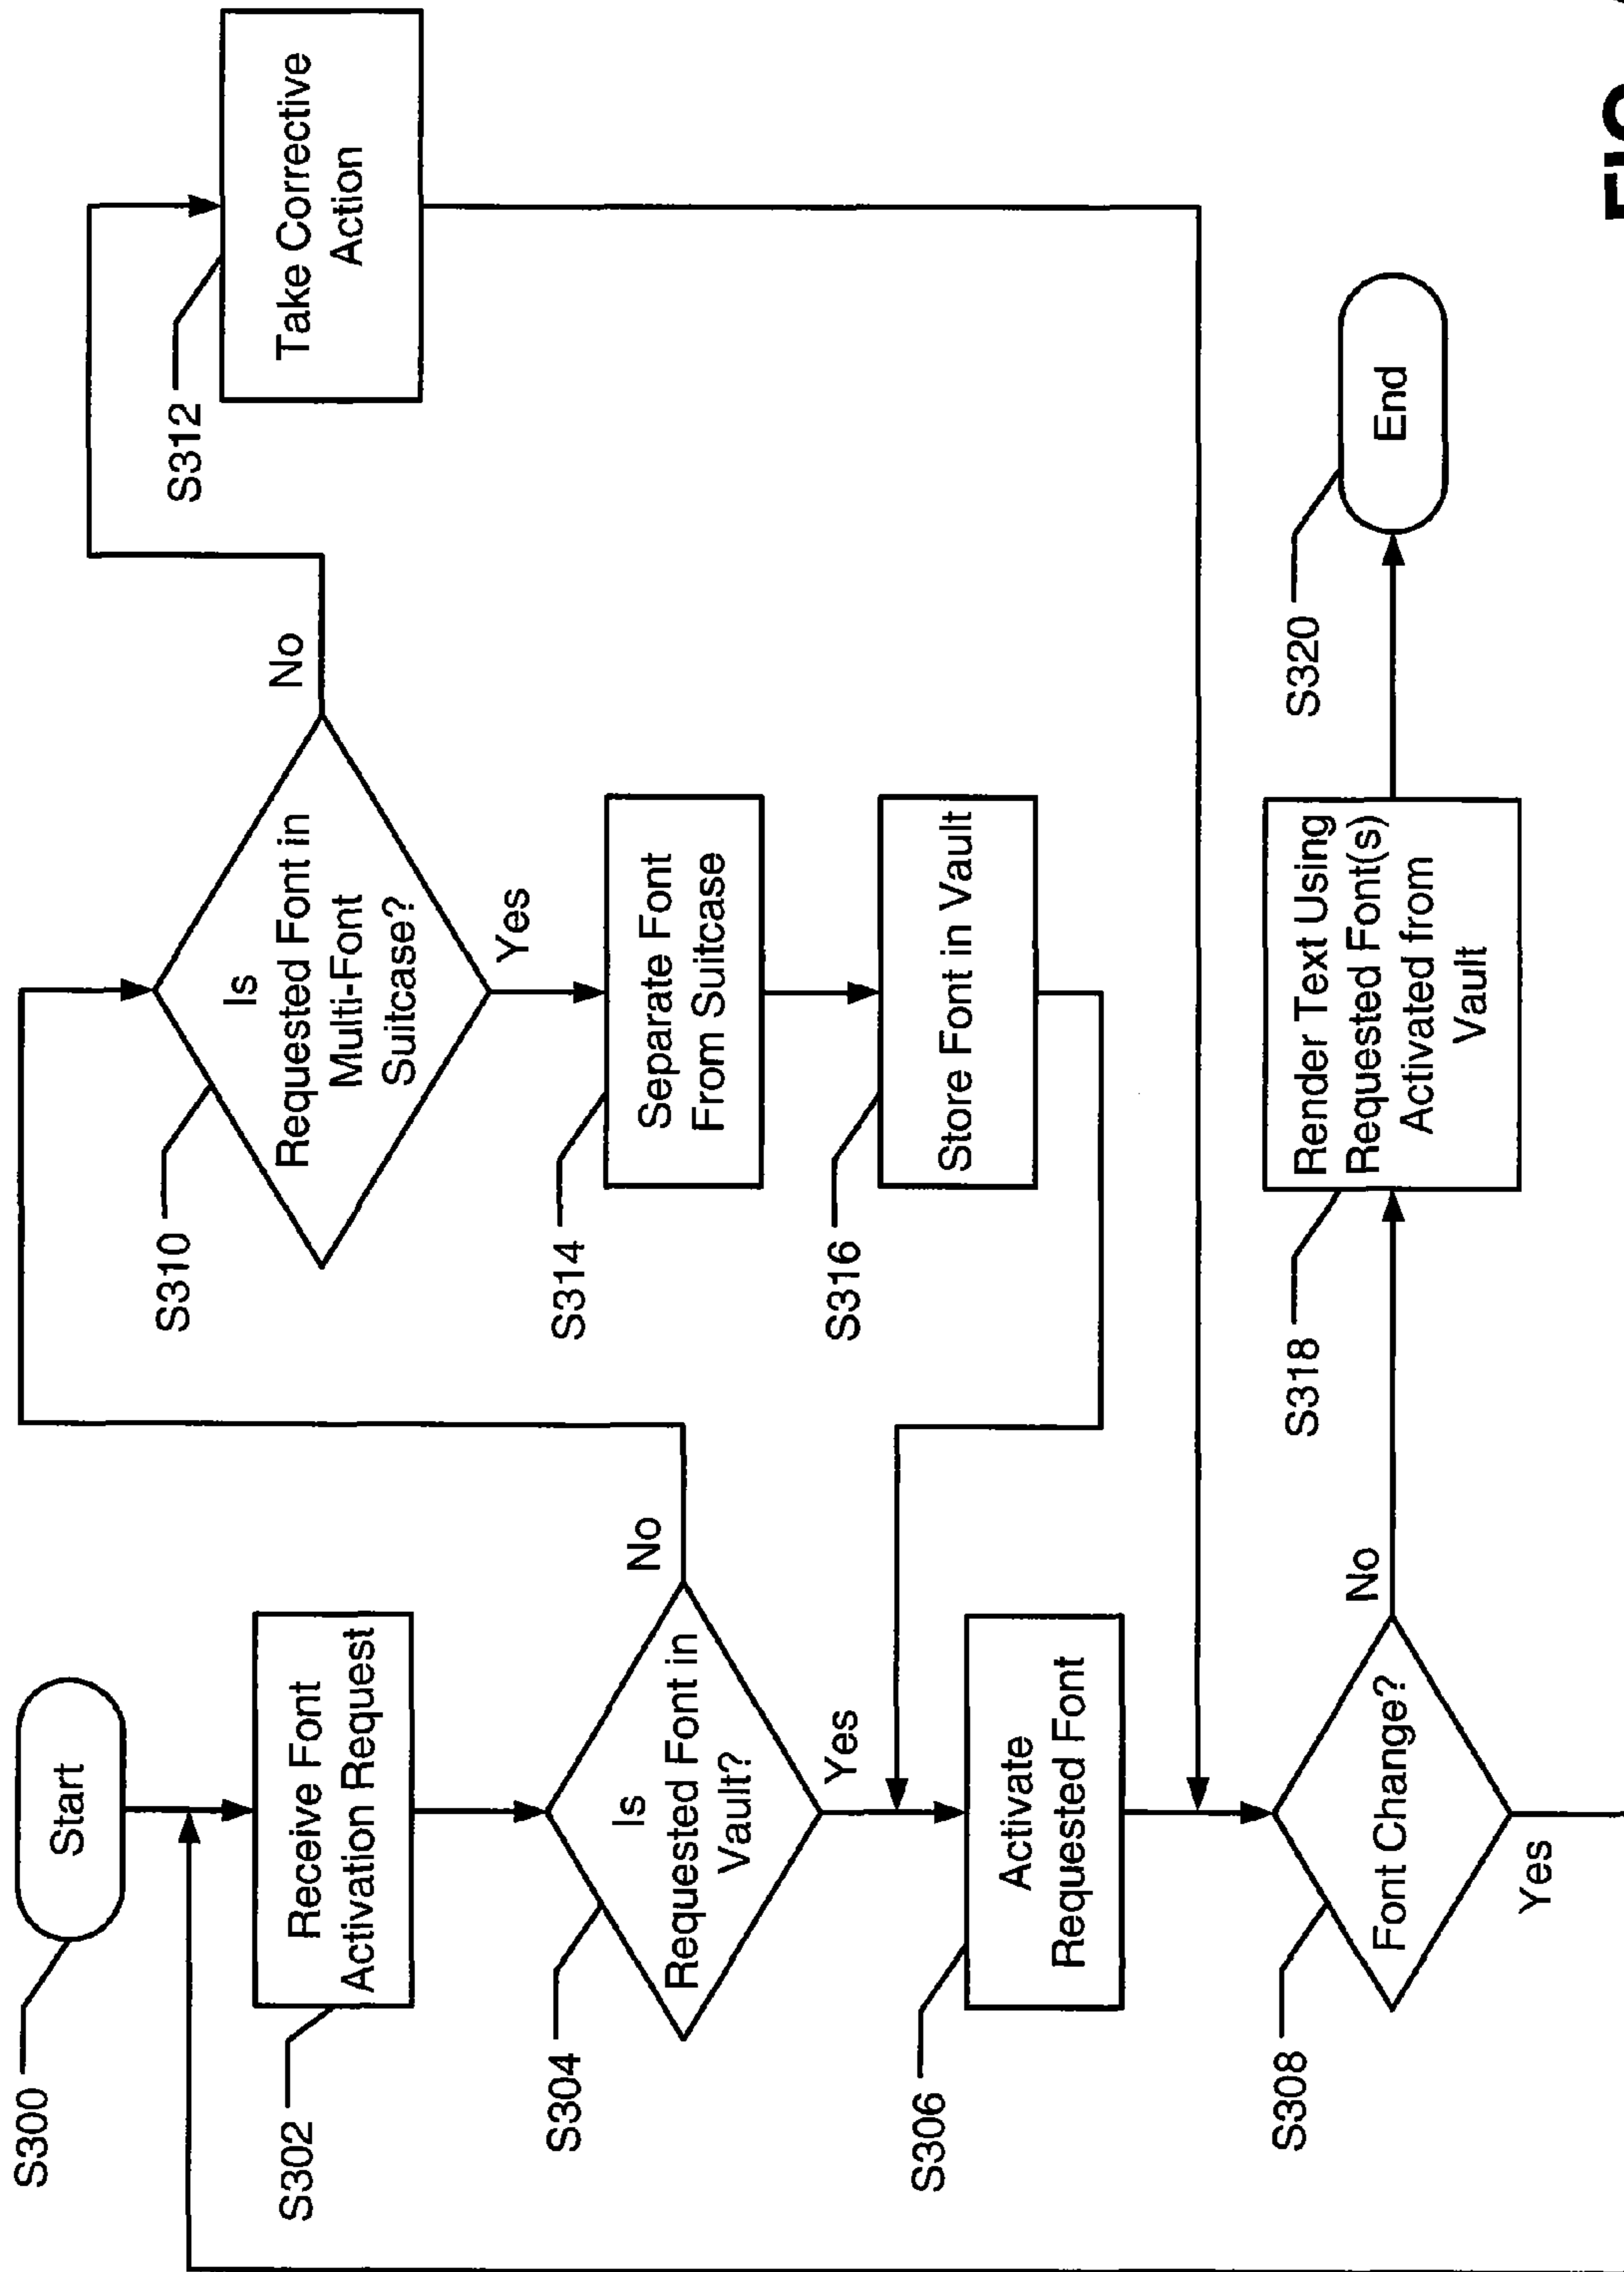 S300
Start
S302
Receive Font
Activation Request
S304
Is
Requested Font in
Vault?
No
Yes
S306
Activate
Requested Font
S308
Font Change?
No
Yes
S310
Is
Requested Font in
Multi-Font
Suitcase?
No
Yes
S312
Take Corrective
Action
S314
Separate Font
From Suitcase
S316
Store Font in Vault
S318
Render Text Using
Requested Font(s)
Activated from
Vault
S320
End